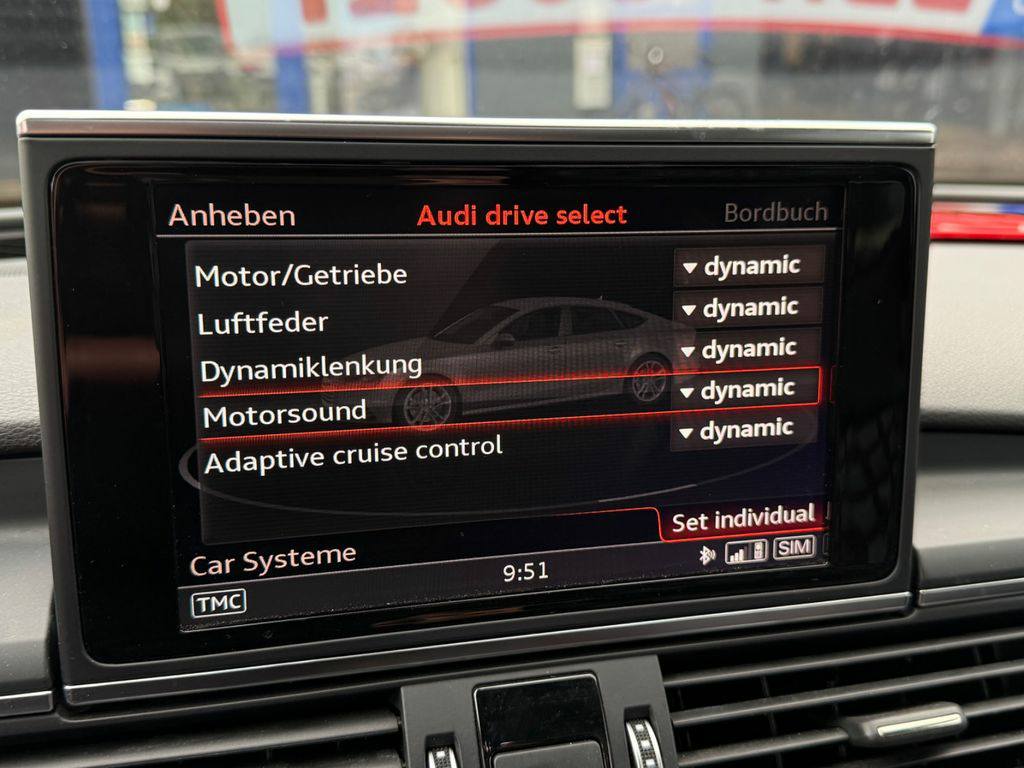 Anheben Audi drive select Bordbuch
Motor/Getriebe dynamic
Luftfeder dynamic
Dynamiklenkung dynamic
Motorsound dynamic
Adaptive cruise control dynamic
Set individual
Car Systeme
TMC 9:51 SIM